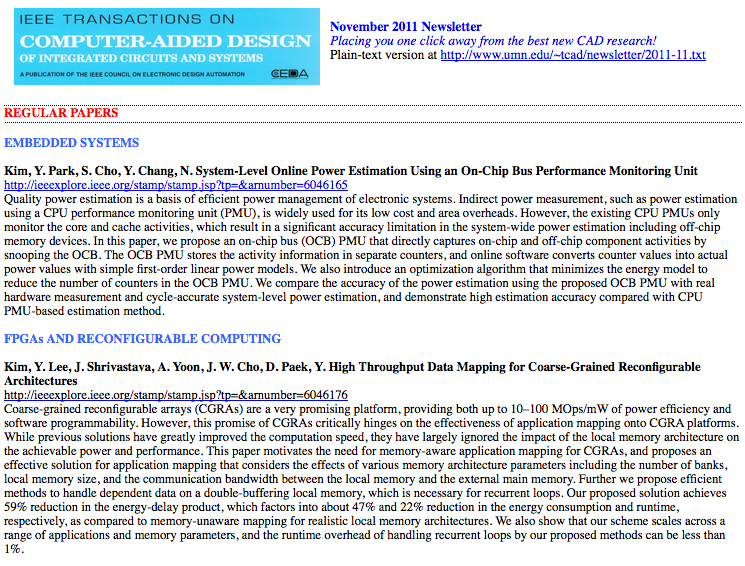 IEEE TRANSACTIONS ON
COMPUTER-AIDED DESIGN
OF INTEGRATED CIRCUITS AND SYSTEMS
A PUBLICATION OF THE IEEE COUNCIL ON ELECTRONIC DESIGN AUTOMATION
CEDA
November 2011 Newsletter
Placing you one click away from the best new CAD research!
Plain-text version at http://www.umn.edu/~tcad/newsletter/2011-11.txt
REGULAR PAPERS
EMBEDDED SYSTEMS
Kim, Y. Park, S. Cho, Y. Chang, N. System-Level Online Power Estimation Using an On-Chip Bus Performance Monitoring Unit
http://ieeexplore.ieee.org/stamp/stamp.jsp?tp=&arnumber=6046165
Quality power estimation is a basis of efficient power management of electronic systems. Indirect power measurement, such as power estimation
using a CPU performance monitoring unit (PMU), is widely used for its low cost and area overheads. However, the existing CPU PMUs only
monitor the core and cache activities, which result in a significant accuracy limitation in the system-wide power estimation including off-chip
memory devices. In this paper, we propose an on-chip bus (OCB) PMU that directly captures on-chip and off-chip component activities by
snooping the OCB. The OCB PMU stores the activity information in separate counters, and online software converts counter values into actual
power values with simple first-order linear power models. We also introduce an optimization algorithm that minimizes the energy model to
reduce the number of counters in the OCB PMU. We compare the accuracy of the power estimation using the proposed OCB PMU with real
hardware measurement and cycle-accurate system-level power estimation, and demonstrate high estimation accuracy compared with CPU
PMU-based estimation method.
FPGAs AND RECONFIGURABLE COMPUTING
Kim, Y. Lee, J. Shrivastava, A. Yoon, J. W. Cho, D. Paek, Y. High Throughput Data Mapping for Coarse-Grained Reconfigurable
Architectures
http://ieeexplore.ieee.org/stamp/stamp.jsp?tp=&arnumber=6046176
Coarse-grained reconfigurable arrays (CGRAs) are a very promising platform, providing both up to 10–100 MOps/mW of power efficiency and
software programmability. However, this promise of CGRAs critically hinges on the effectiveness of application mapping onto CGRA platforms.
While previous solutions have greatly improved the computation speed, they have largely ignored the impact of the local memory architecture on
the achievable power and performance. This paper motivates the need for memory-aware application mapping for CGRAs, and proposes an
effective solution for application mapping that considers the effects of various memory architecture parameters including the number of banks,
local memory size, and the communication bandwidth between the local memory and the external main memory. Further we propose efficient
methods to handle dependent data on a double-buffering local memory, which is necessary for recurrent loops. Our proposed solution achieves
59% reduction in the energy-delay product, which factors into about 47% and 22% reduction in the energy consumption and runtime,
respectively, as compared to memory-unaware mapping for realistic local memory architectures. We also show that our scheme scales across a
range of applications and memory parameters, and the runtime overhead of handling recurrent loops by our proposed methods can be less than
1%.